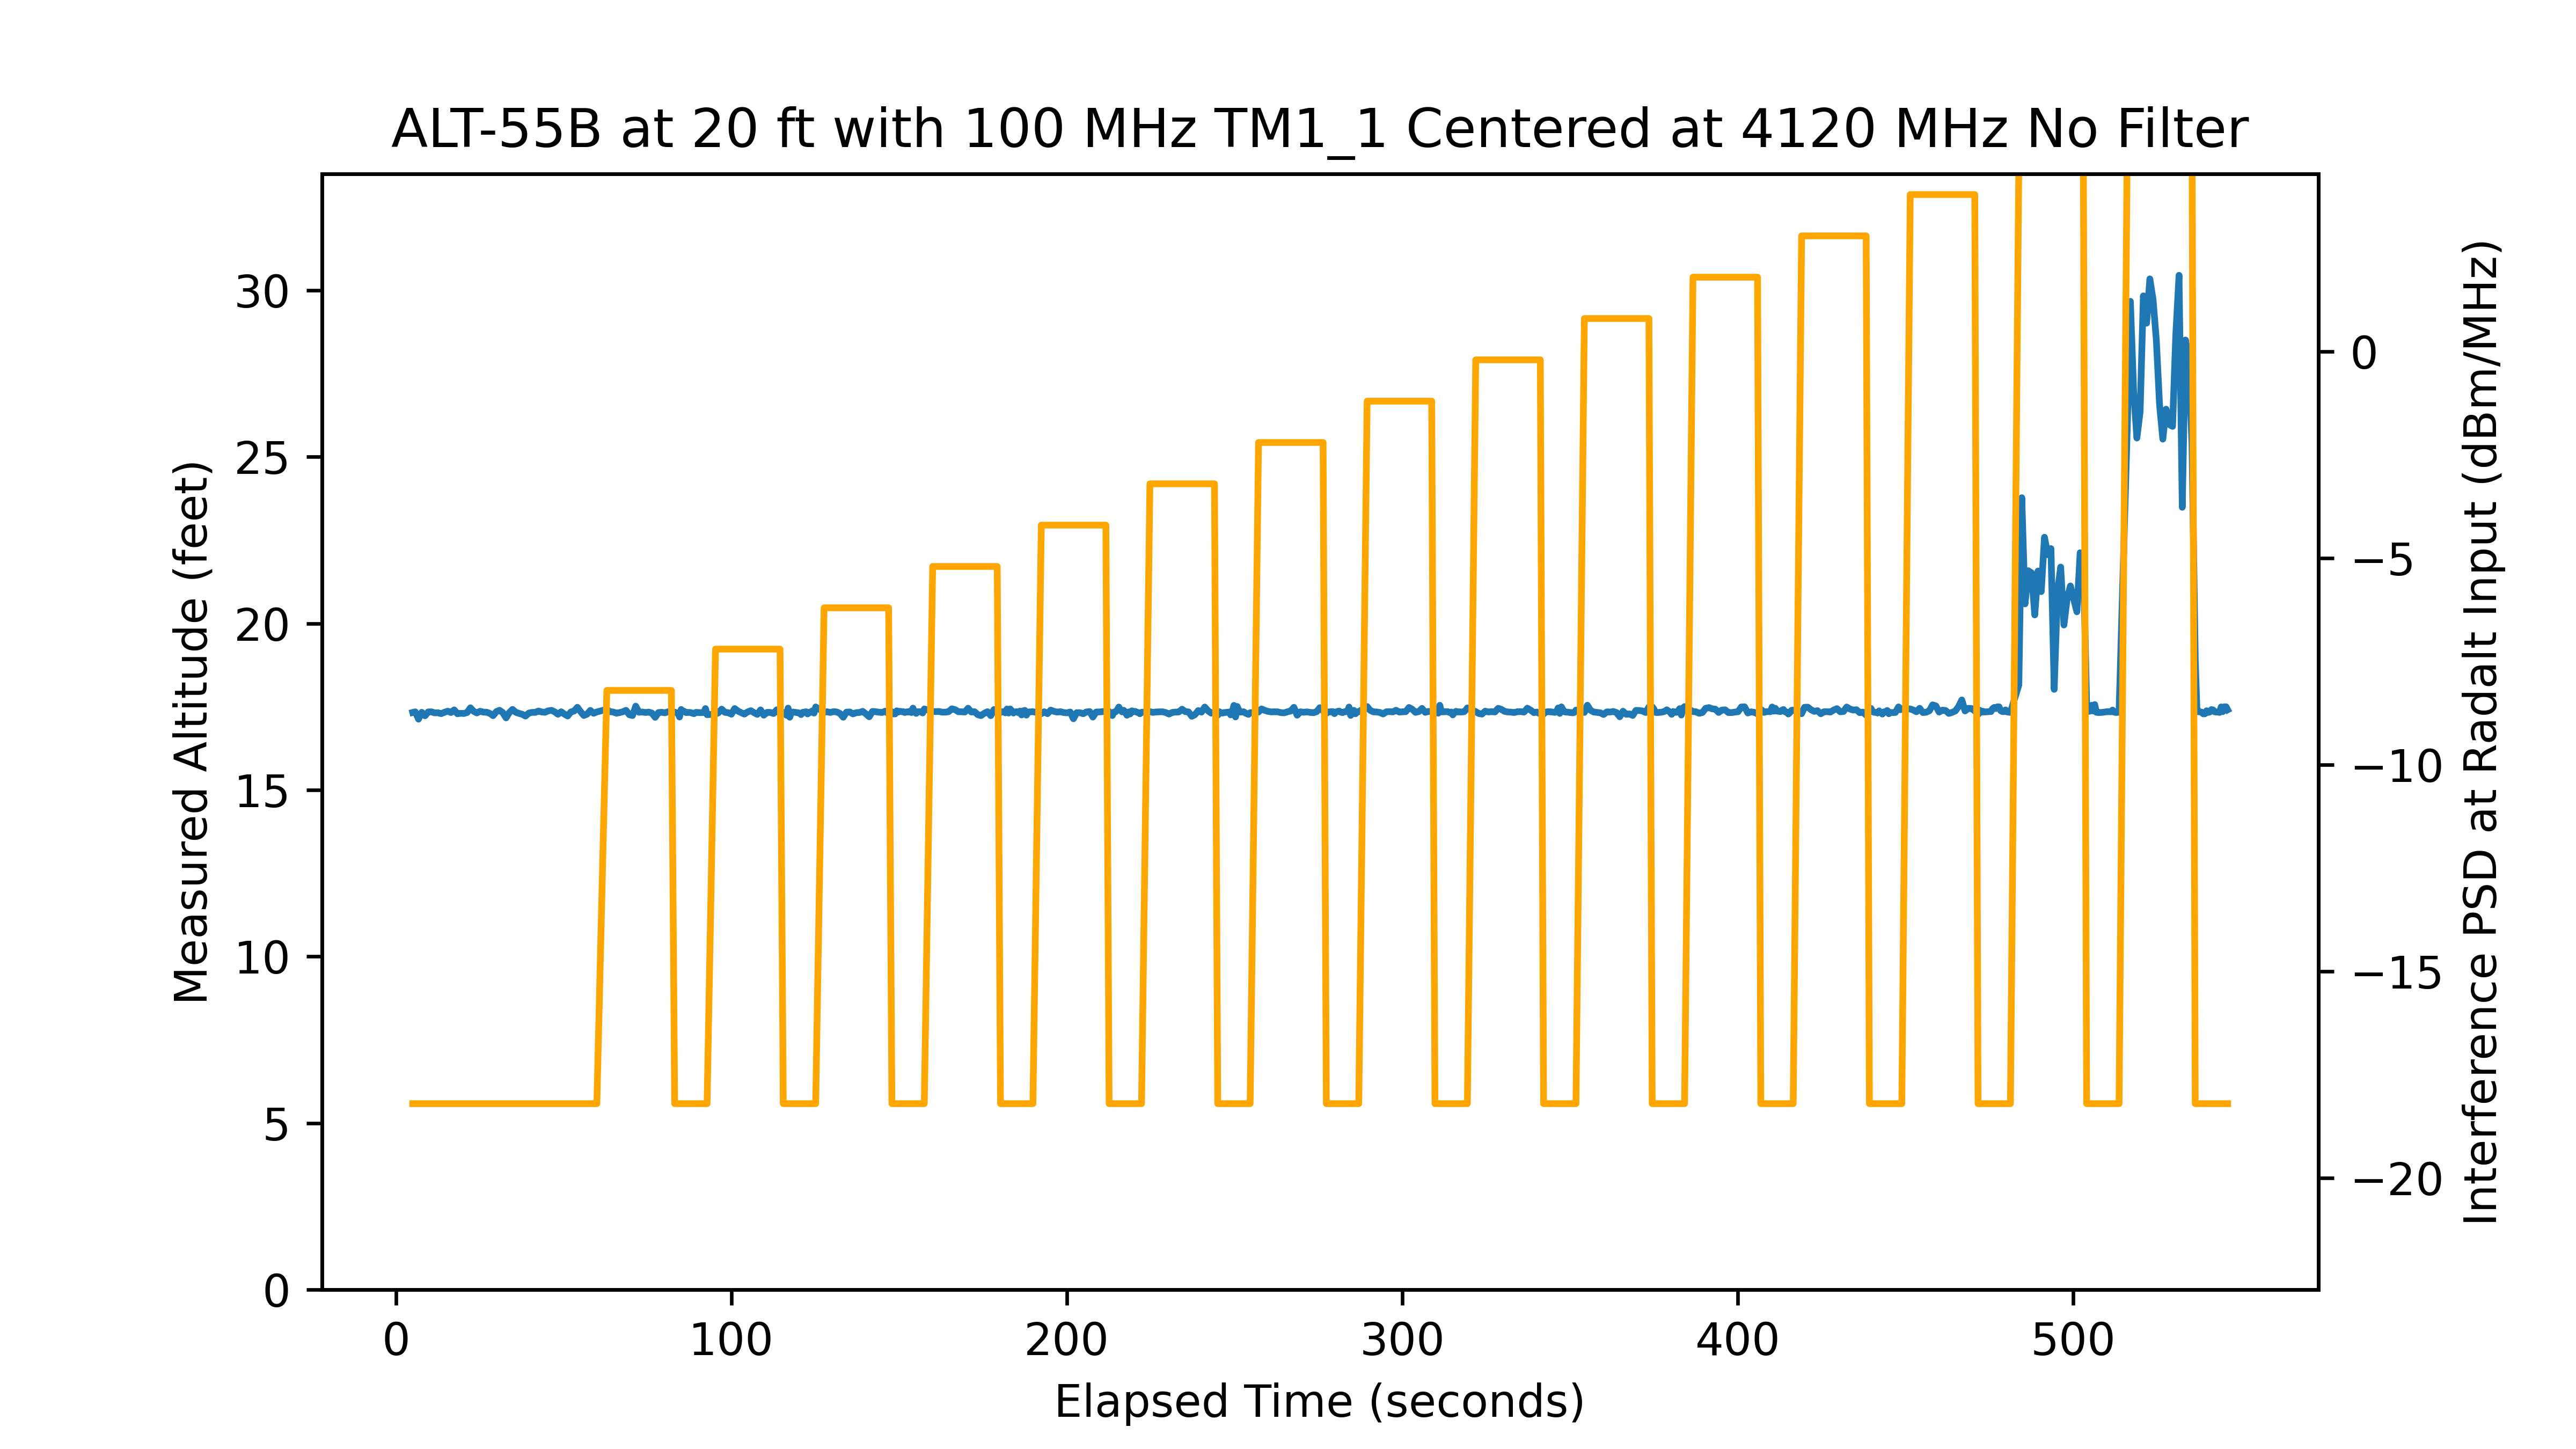 ALT-55B at 20 ft with 100 MHz TM1_1 Centered at 4120 MHz No Filter
Measured Altitude (feet)
30
25
20
15
10
5
0
0
−5
−10
−15
−20
Interference PSD at Radalt Input (dBm/MHz)
0 100 200 300 400 500
Elapsed Time (seconds)